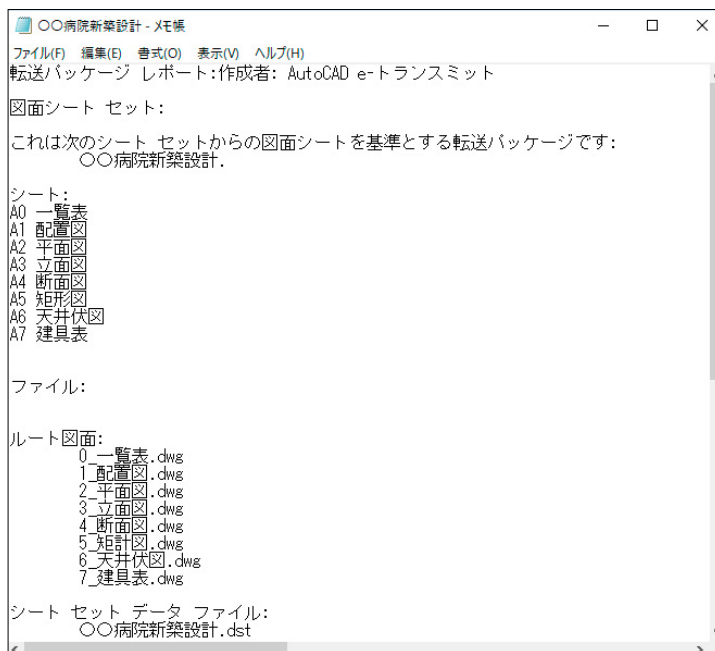 〇〇病院新築設計 - メモ帳
ファイル(F) 編集(E) 書式(O) 表示(V) ヘルプ(H)
転送パッケージ レポート:作成者: AutoCAD e-トランスミット
図面シート セット:
これは次のシート セットからの図面シートを基準とする転送パッケージです:
〇〇病院新築設計.
シート:
A0 一覧表
A1 配置図
A2 平面図
A3 立面図
A4 断面図
A5 矩形図
A6 天井伏図
A7 建具表
ファイル:
ルート図面:
0_一覧表.dwg
1_配置図.dwg
2_平面図.dwg
3_立面図.dwg
4_断面図.dwg
5_矩計図.dwg
6_天井伏図.dwg
7_建具表.dwg
シート セット データ ファイル:
〇〇病院新築設計.dst